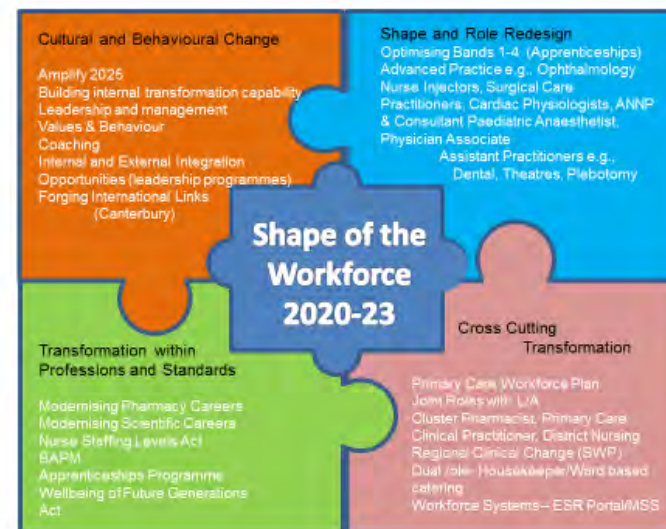 Cultural and Behavioural Change
Amplify 2025
Building internal transformation capability
Leadership and management
Values & Behaviour
Coaching
Internal and External Integration
Opportunities (leadership programmes)
Forging International Links
(Canterbury)
Shape and Role Redesign
Optimising Bands 1-4 (Apprenticeships)
Advanced Practice e.g., Ophthalmology
Nurse Injectors, Surgical Care
Practitioners, Cardiac Physiologists, ANNP
& Consultant Paediatric Anaesthetist,
Physician Associate
Assistant Practitioners e.g.,
Dental, Theatres, Plebotomy
Shape of the
Workforce
2020-23
Transformation within
Professions and Standards
Modernising Pharmacy Careers
Modernising Scientific Careers
Nurse Staffing Levels Act
BAPM
Apprenticeships Programme
Wellbeing of Future Generations
Act
Cross Cutting
Transformation
Primary Care Workforce Plan
Joint Roles with L/A
Cluster Pharmacist, Primary Care
Clinical Practitioner, District Nursing
Regional Clinical Change (SWP)
Dual role- Housekeeper/Ward based
catering
Workforce Systems – ESR Portal/MSS